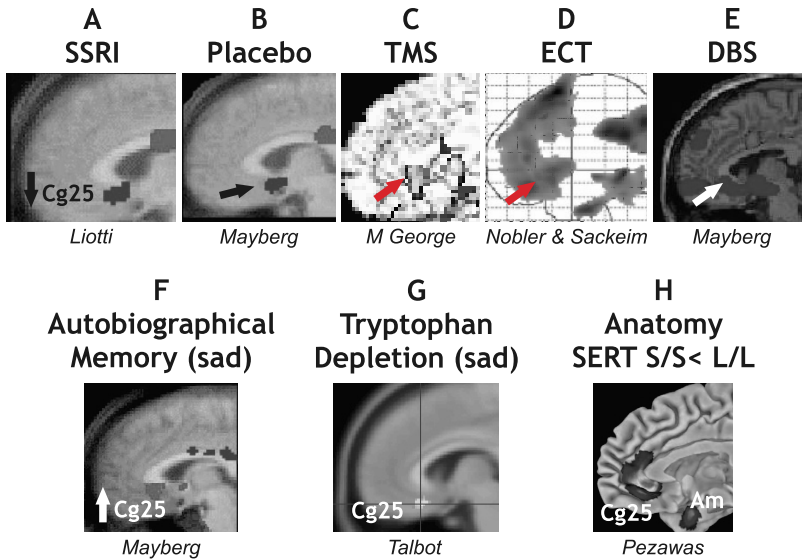 A
SSRI
B
Placebo
C
TMS
D
ECT
E
DBS
Cg25
Liotti
Mayberg
M George
Nobler & Sackeim
Mayberg
F
Autobiographical
Memory (sad)
G
Tryptophan
Depletion (sad)
H
Anatomy
SERT S/S< L/L
Cg25
Cg25
Cg25
Am
Mayberg
Talbot
Pezawas